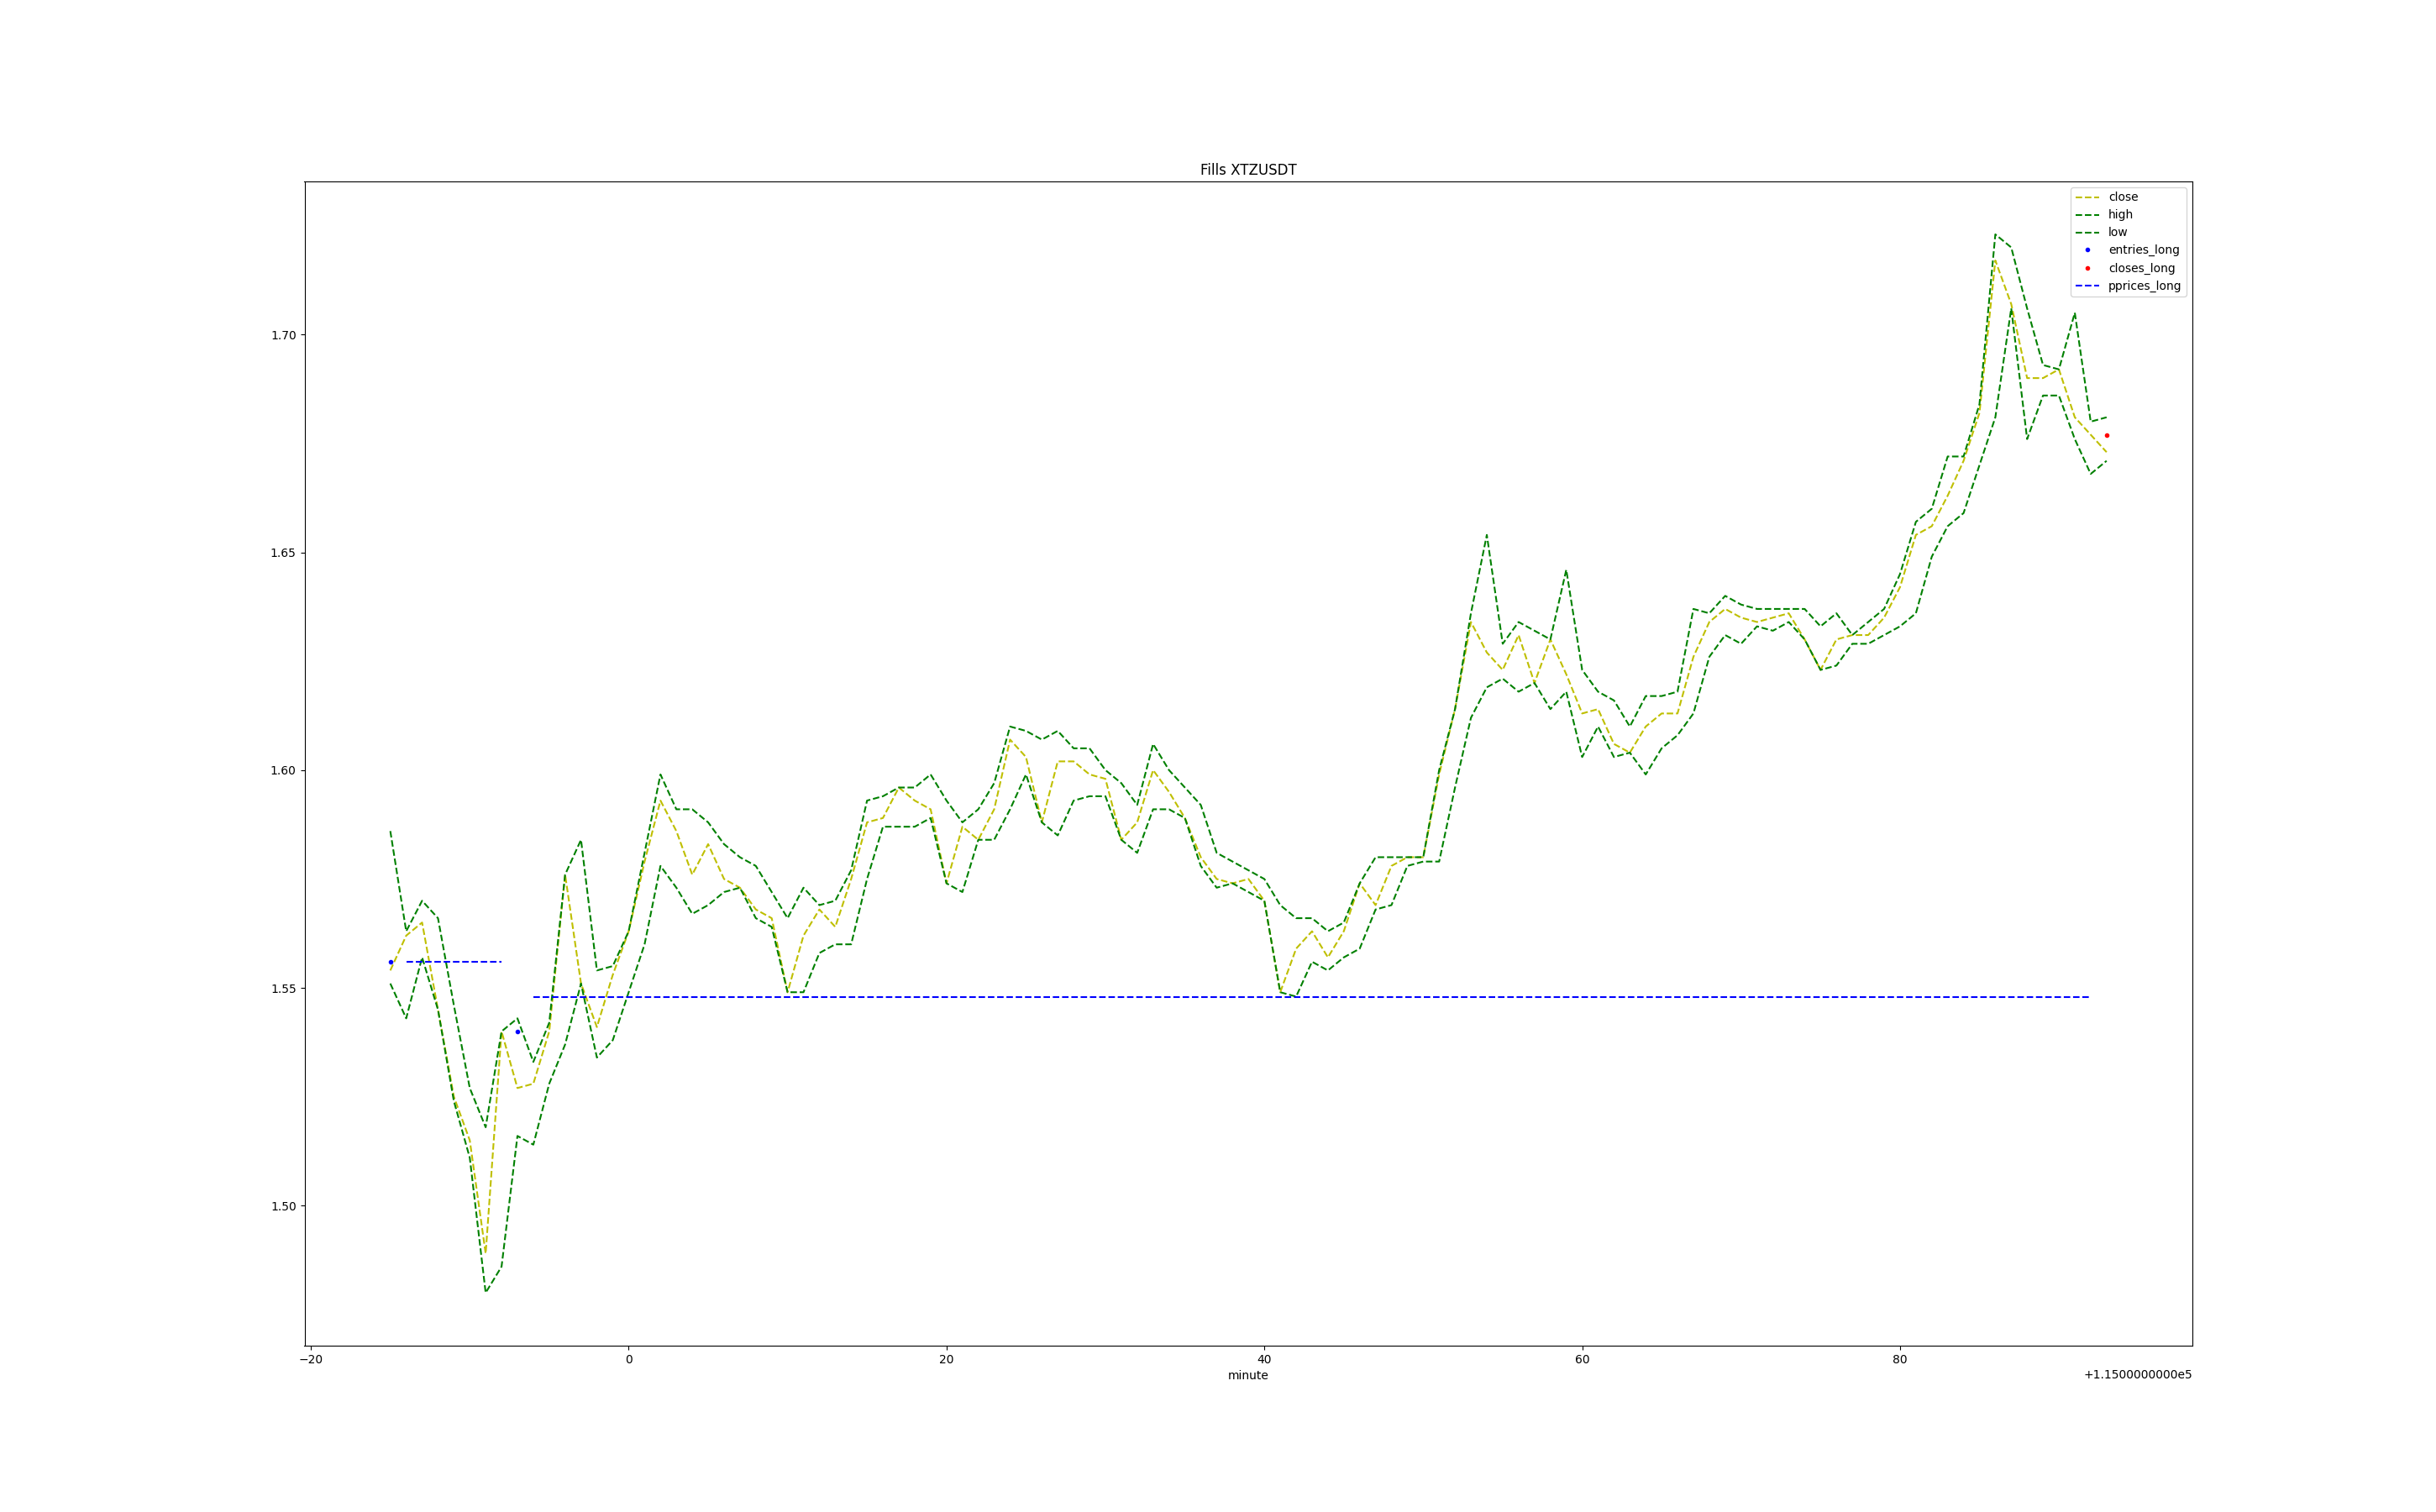 Fills XTZUSDT
close
high
low
entries_long
closes_long
pprices_long
1.70
1.65
1.60
1.55
1.50
−20
0
20
40
60
80
minute
+1.1500000000e5